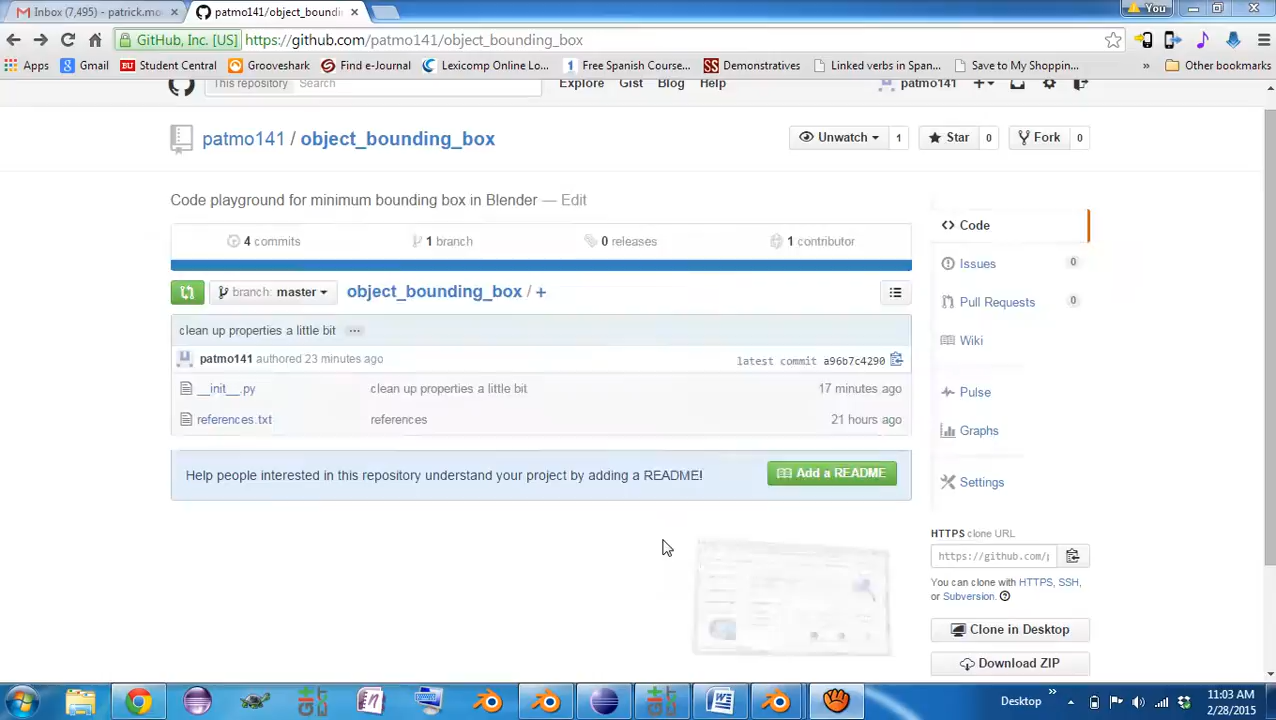 Inbox (7,495) - patrick.mo
patmo141/object_boundin
You
GitHub, Inc. [US]
https://github.com/patmo141/object_bounding_box
Apps
Gmail
Student Central
Grooveshark
Find e-Journal
Lexicomp Online Lo...
Free Spanish Course...
Demonstratives
Linked verbs in Span...
Save to My Shoppin...
»
Other bookmarks
This repository
Search
Explore
Gist
Blog
Help
patmo141
patmo141 / object_bounding_box
Unwatch
1
Star
0
Fork
0
Code playground for minimum bounding box in Blender — Edit
4 commits
1 branch
0 releases
1 contributor
branch: master
object_bounding_box / +
clean up properties a little bit ...
patmo141 authored 23 minutes ago
latest commit a96b7c4290
__init__.py
clean up properties a little bit
17 minutes ago
references.txt
references
21 hours ago
Help people interested in this repository understand your project by adding a README!
Add a README
Code
Issues
0
Pull Requests
0
Wiki
Pulse
Graphs
Settings
HTTPS clone URL
https://github.com/p
You can clone with HTTPS, SSH,
or Subversion.
Clone in Desktop
Download ZIP
Desktop
»
11:03 AM
2/28/2015